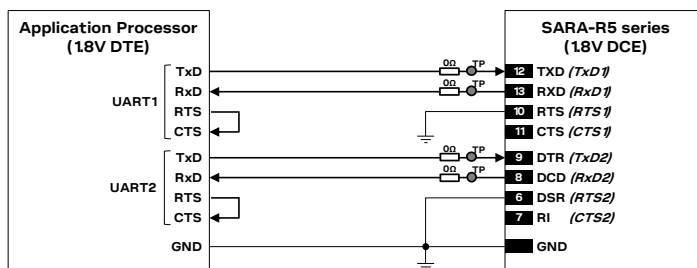 Application Processor
(1.8V DTE)
SARA-R5 series
(1.8V DCE)
TxD 0Ω TP 12 TXD (TxD1)
RxD 0Ω TP 13 RXD (RxD1)
UART1
RTS 10 RTS (RTS1)
CTS 11 CTS (CTS1)
TxD 0Ω TP 9 DTR (TxD2)
RxD 0Ω TP 8 DCD (RxD2)
UART2
RTS 6 DSR (RTS2)
CTS 7 RI (CTS2)
GND GND